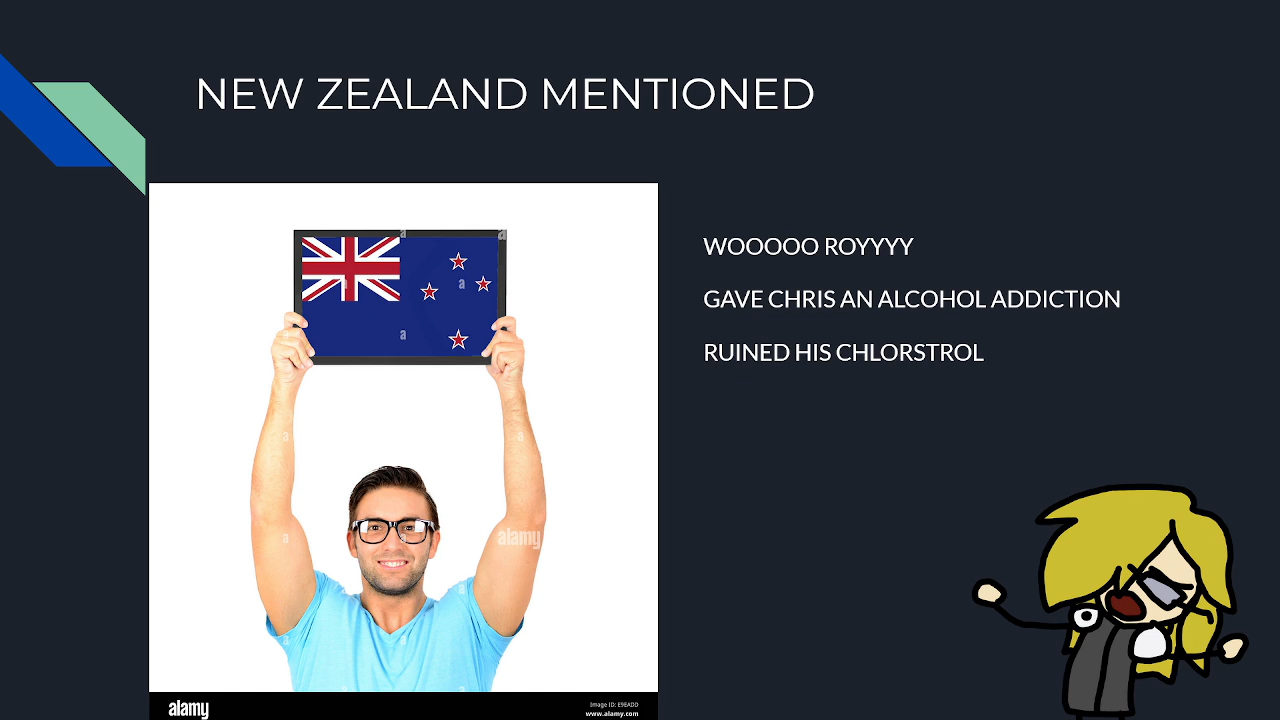 NEW ZEALAND MENTIONED
WOOOOO ROYYYY
GAVE CHRIS AN ALCOHOL ADDICTION
RUINED HIS CHLORSTROL
alamy
alamy
Image ID: E9EADD
www.alamy.com